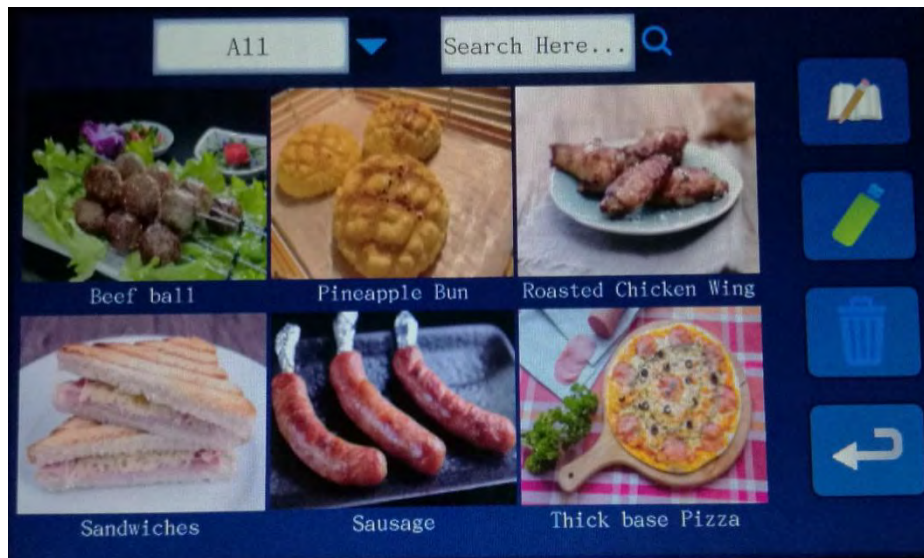 All
Search Here...
Beef ball
Pineapple Bun
Roasted Chicken Wing
Sandwiches
Sausage
Thick base Pizza